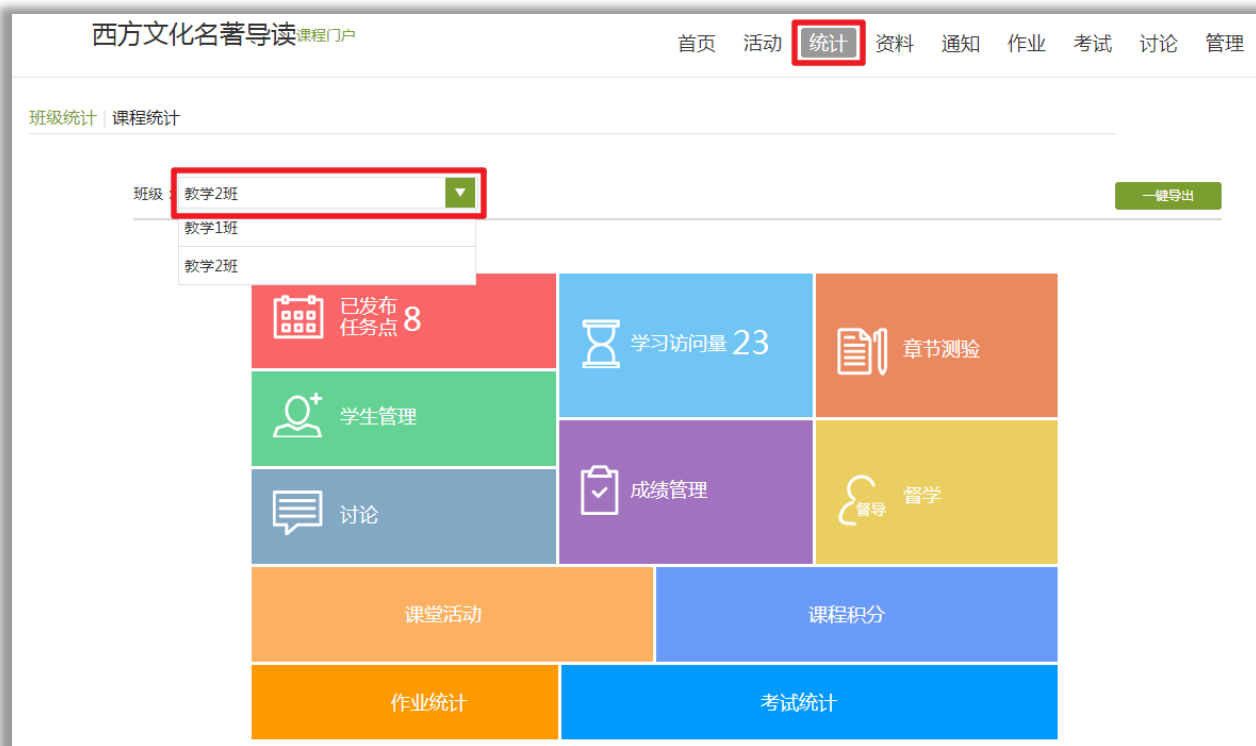 西方文化名著导读课程门户
首页 活动 统计 资料 通知 作业 考试 讨论 管理
班级统计 | 课程统计
班级： 教学2班
一键导出
教学1班
教学2班
已发布
任务点 8
学习访问量 23
章节测验
学生管理
成绩管理
督导 督学
讨论
课堂活动
课程积分
作业统计
考试统计